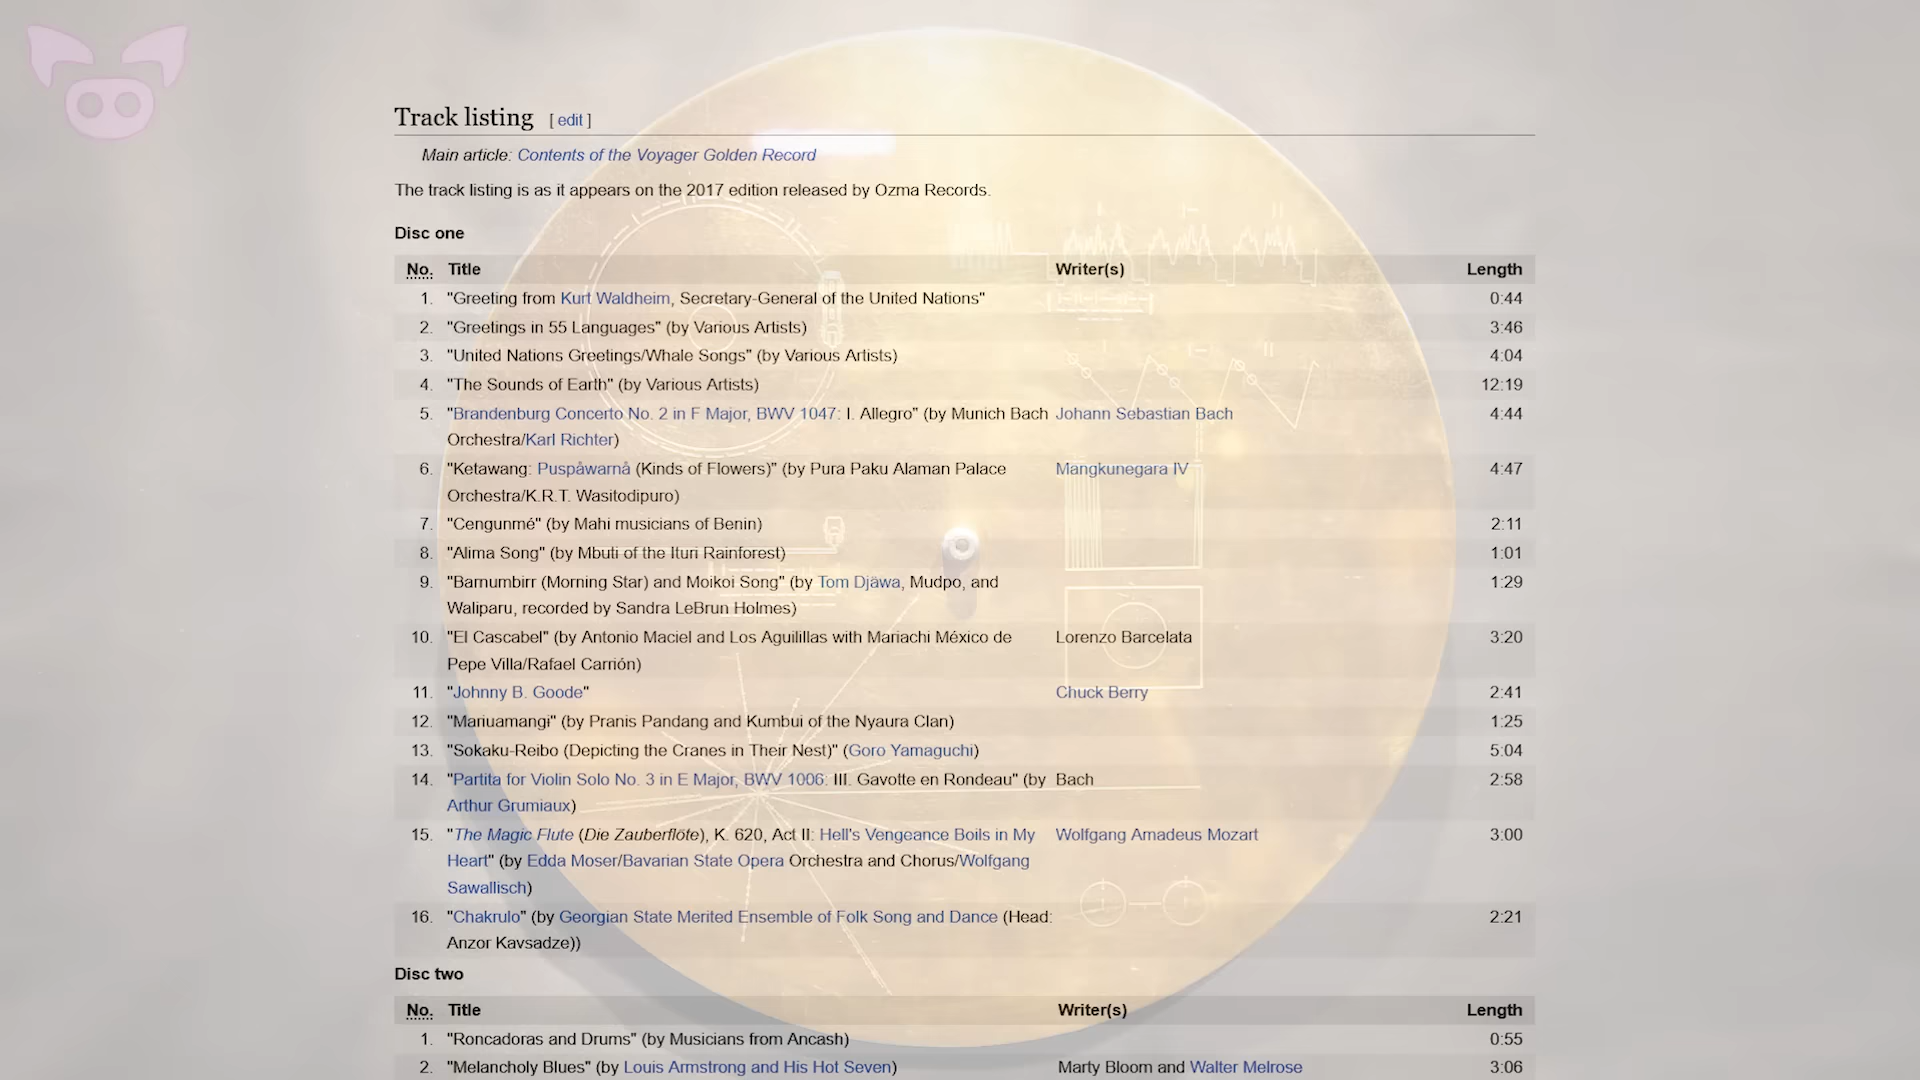 Track listing [ edit ]
Main article: Contents of the Voyager Golden Record
The track listing is as it appears on the 2017 edition released by Ozma Records.
Disc one
No. Title Writer(s) Length
1. "Greeting from Kurt Waldheim, Secretary-General of the United Nations" 0:44
2. "Greetings in 55 Languages" (by Various Artists) 3:46
3. "United Nations Greetings/Whale Songs" (by Various Artists) 4:04
4. "The Sounds of Earth" (by Various Artists) 12:19
5. "Brandenburg Concerto No. 2 in F Major, BWV 1047: I. Allegro" (by Munich Bach Johann Sebastian Bach 4:44
Orchestra/Karl Richter)
6. "Ketawang: Puspåwarnå (Kinds of Flowers)" (by Pura Paku Alaman Palace Mangkunegara IV 4:47
Orchestra/K.R.T. Wasitodipuro)
7. "Cengunmé" (by Mahi musicians of Benin) 2:11
8. "Alima Song" (by Mbuti of the Ituri Rainforest) 1:01
9. "Barnumbirr (Morning Star) and Moikoi Song" (by Tom Djäwa, Mudpo, and 1:29
Waliparu, recorded by Sandra LeBrun Holmes)
10. "El Cascabel" (by Antonio Maciel and Los Aguilillas with Mariachi México de Lorenzo Barcelata 3:20
Pepe Villa/Rafael Carrión)
11. "Johnny B. Goode" Chuck Berry 2:41
12. "Mariuamangi" (by Pranis Pandang and Kumbui of the Nyaura Clan) 1:25
13. "Sokaku-Reibo (Depicting the Cranes in Their Nest)" (Goro Yamaguchi) 5:04
14. "Partita for Violin Solo No. 3 in E Major, BWV 1006: III. Gavotte en Rondeau" (by Bach 2:58
Arthur Grumiaux)
15. "The Magic Flute (Die Zauberflöte), K. 620, Act II: Hell's Vengeance Boils in My Wolfgang Amadeus Mozart 3:00
Heart" (by Edda Moser/Bavarian State Opera Orchestra and Chorus/Wolfgang
Sawallisch)
16. "Chakrulo" (by Georgian State Merited Ensemble of Folk Song and Dance (Head: 2:21
Anzor Kavsadze))
Disc two
No. Title Writer(s) Length
1. "Roncadoras and Drums" (by Musicians from Ancash) 0:55
2. "Melancholy Blues" (by Louis Armstrong and His Hot Seven) Marty Bloom and Walter Melrose 3:06